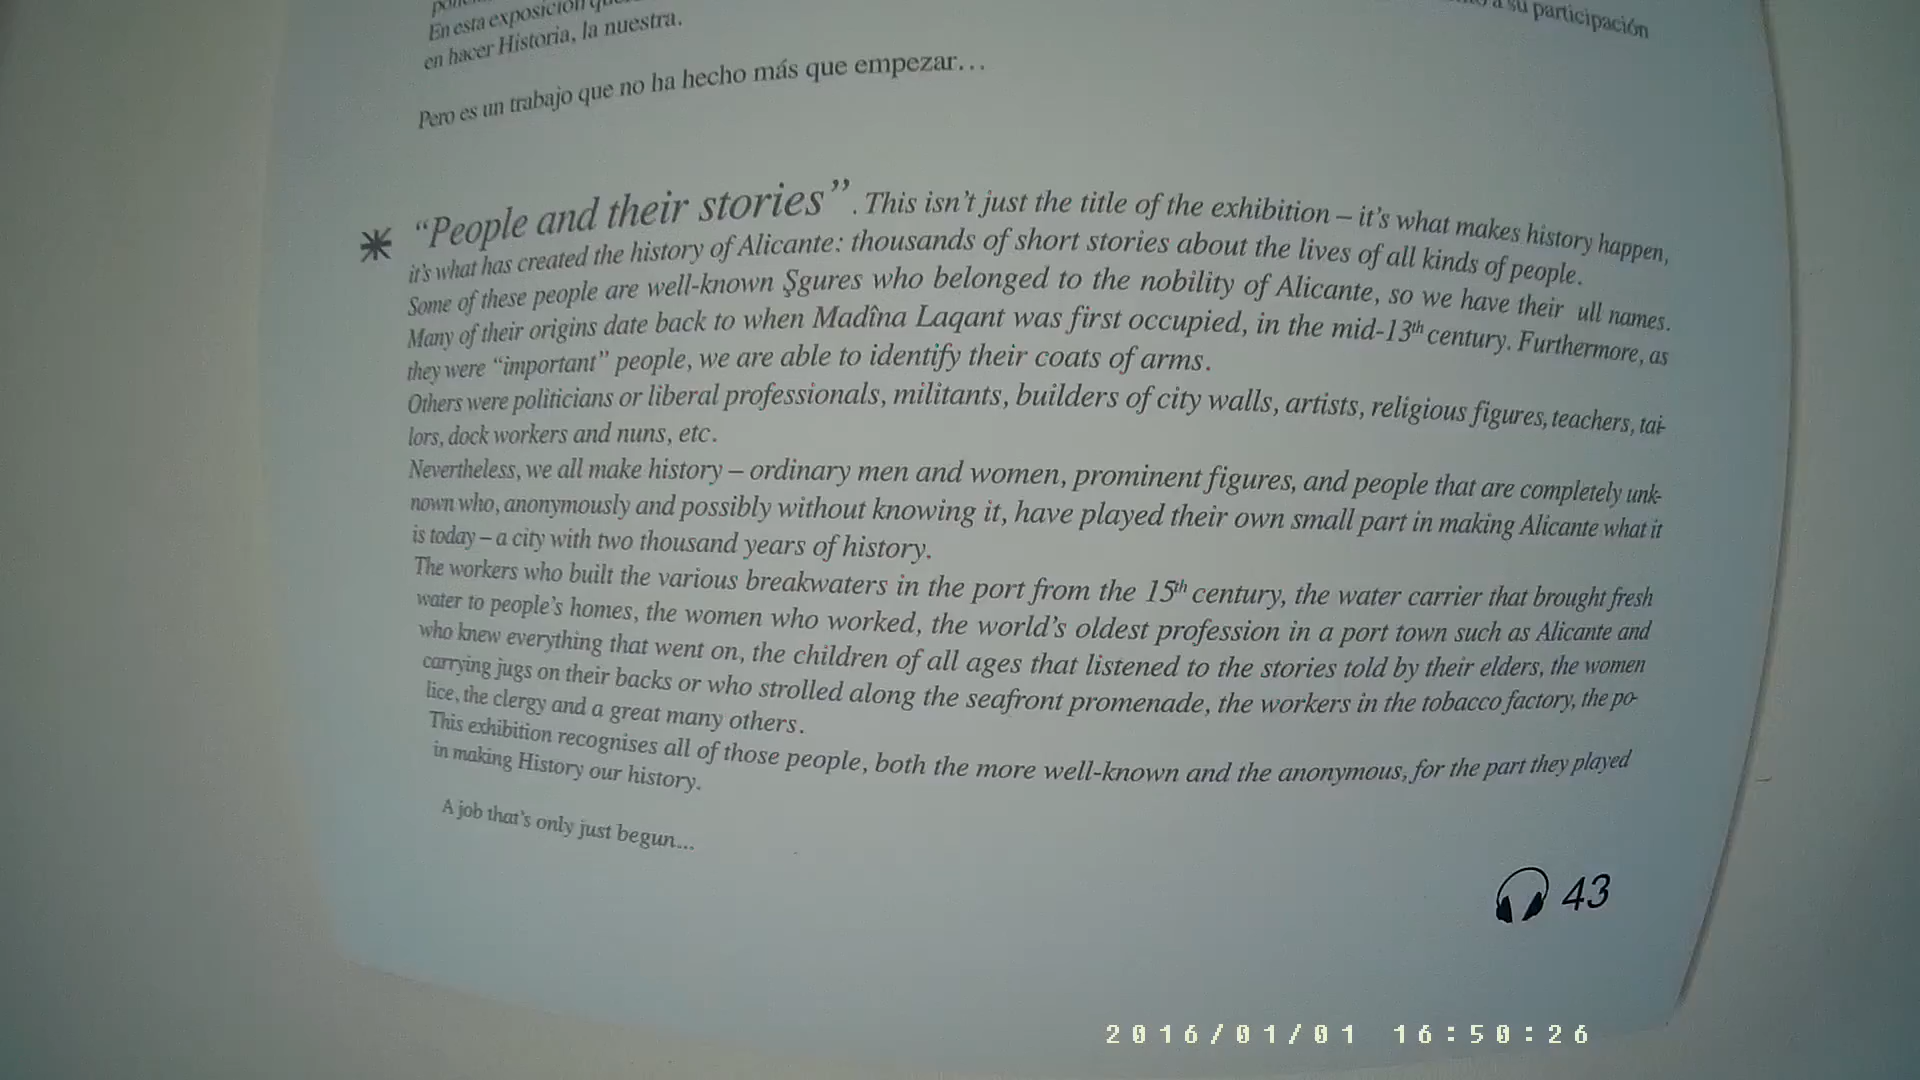 En esta exposición
a su participación
en hacer Historia, la nuestra.
Pero es un trabajo que no ha hecho más que empezar...
“People and their stories”. This isn’t just the title of the exhibition – it’s what makes history happen,
it’s what has created the history of Alicante: thousands of short stories about the lives of all kinds of people.
Some of these people are well-known Şgures who belonged to the nobility of Alicante, so we have their ull names.
Many of their origins date back to when Madîna Laqant was first occupied, in the mid-13th century. Furthermore, as
they were “important” people, we are able to identify their coats of arms.
Others were politicians or liberal professionals, militants, builders of city walls, artists, religious figures, teachers, tai-
lors, dock workers and nuns, etc.
Nevertheless, we all make history – ordinary men and women, prominent figures, and people that are completely unk-
nown who, anonymously and possibly without knowing it, have played their own small part in making Alicante what it
is today – a city with two thousand years of history.
The workers who built the various breakwaters in the port from the 15th century, the water carrier that brought fresh
water to people’s homes, the women who worked, the world’s oldest profession in a port town such as Alicante and
who knew everything that went on, the children of all ages that listened to the stories told by their elders, the women
carrying jugs on their backs or who strolled along the seafront promenade, the workers in the tobacco factory, the po-
lice, the clergy and a great many others.
This exhibition recognises all of those people, both the more well-known and the anonymous, for the part they played
in making History our history.
A job that’s only just begun...
43
2016/01/01 16:50:26